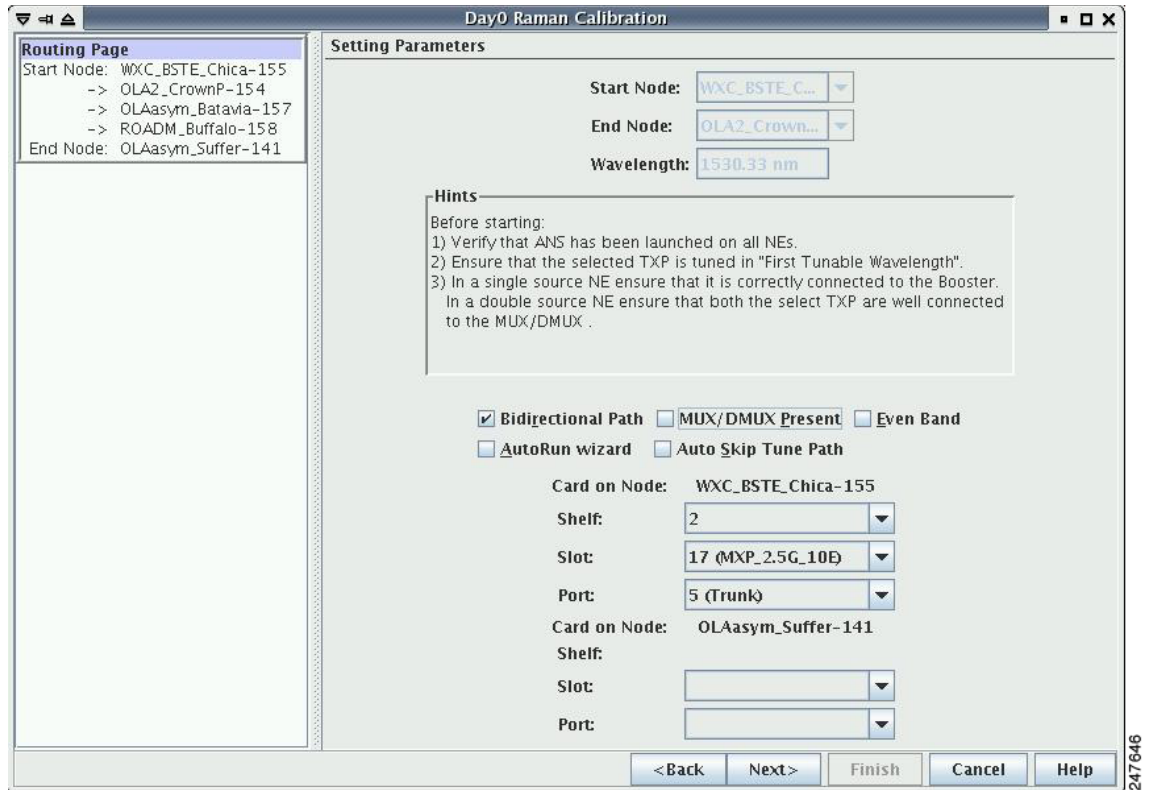 Day0 Raman Calibration
Routing Page
Start Node: WXC_BSTE_Chica-155
-> OLA2_CrownP-154
-> OLAasym_Batavia-157
-> ROADM_Buffalo-158
End Node: OLAasym_Suffer-141
Setting Parameters
Start Node: WXC_BSTE_C...
End Node: OLA2_Crown...
Wavelength: 1530.33 nm
Hints
Before starting:
1) Verify that ANS has been launched on all NEs.
2) Ensure that the selected TXP is tuned in "First Tunable Wavelength".
3) In a single source NE ensure that it is correctly connected to the Booster.
In a double source NE ensure that both the select TXP are well connected
to the MUX/DMUX .
Bidirectional Path MUX/DMUX Present Even Band
AutoRun wizard Auto Skip Tune Path
Card on Node: WXC_BSTE_Chica-155
Shelf: 2
Slot: 17 (MXP_2.5G_10E)
Port: 5 (Trunk)
Card on Node: OLAasym_Suffer-141
Shelf:
Slot:
Port:
<Back Next> Finish Cancel Help
247646